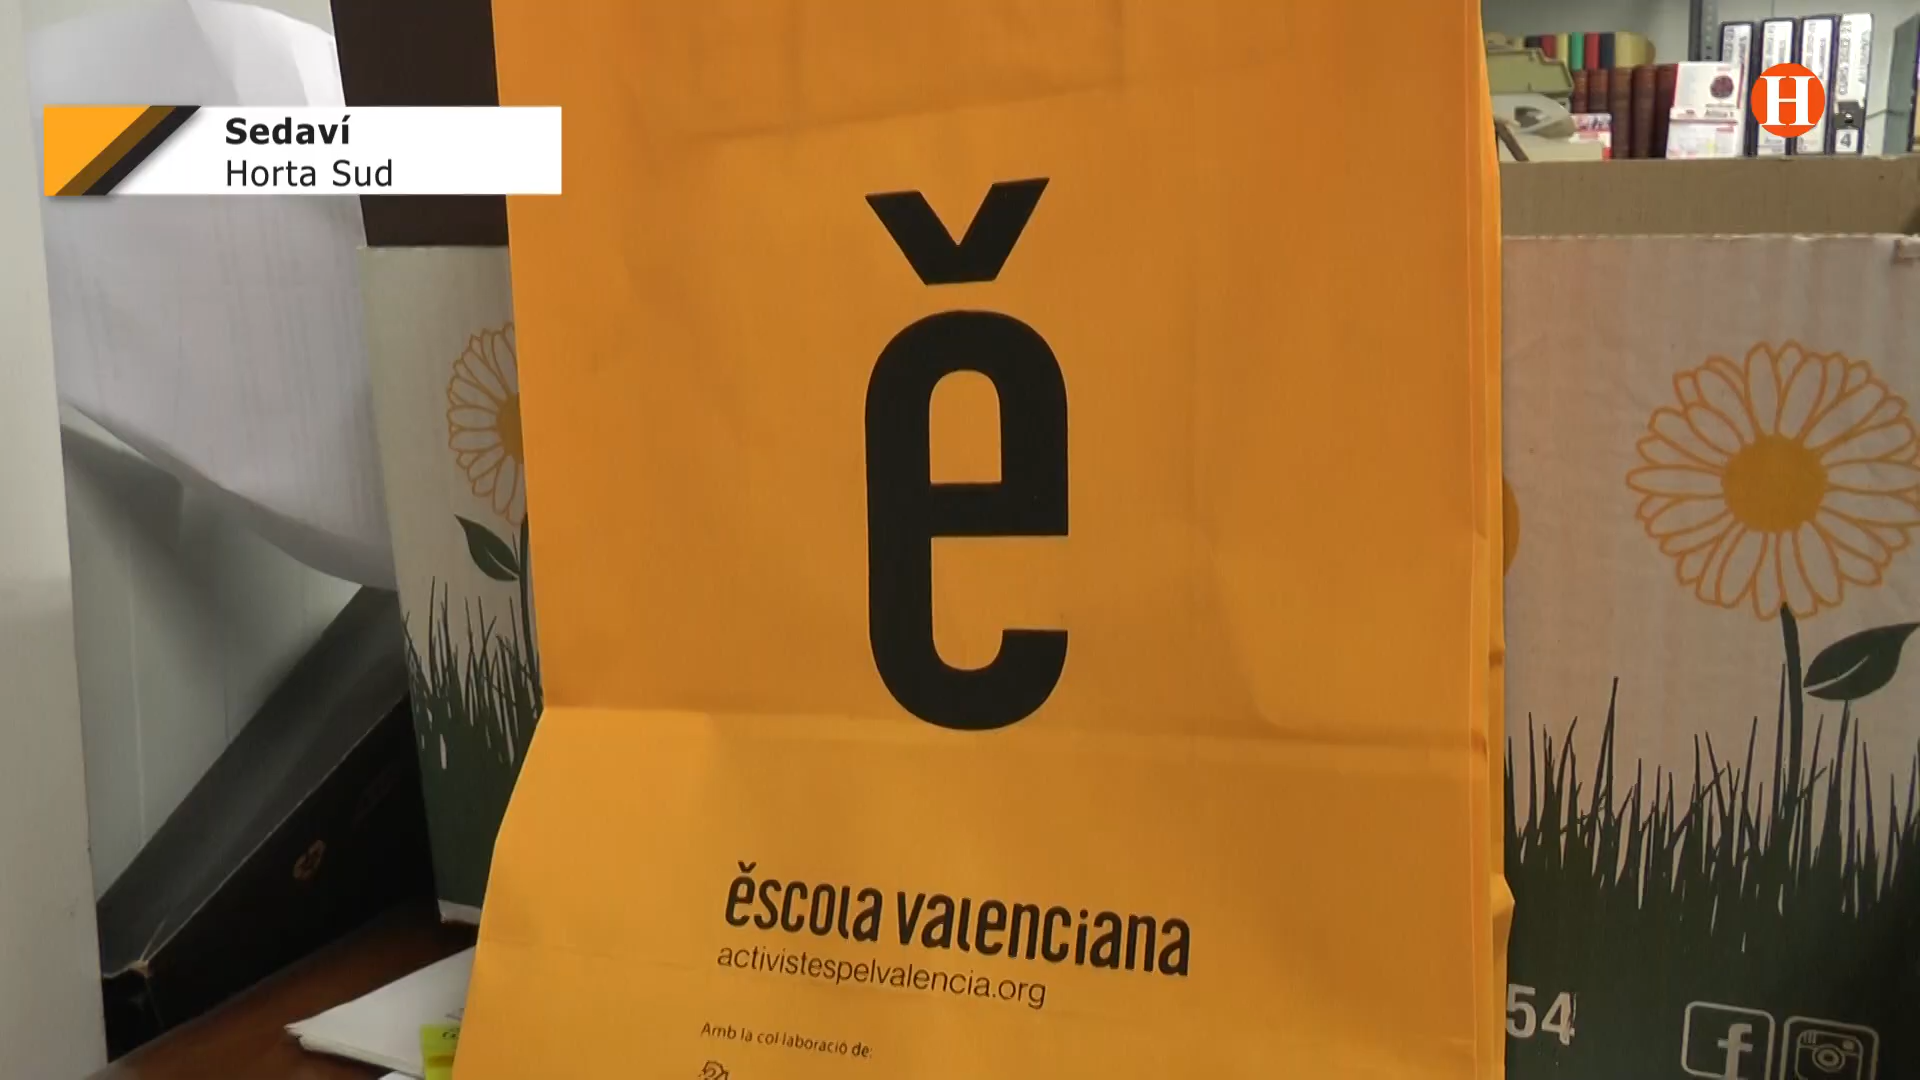 Sedaví
Horta Sud
H
4
ě
ěscola valenciana
activistespelvalencia.org
Amb la col·laboració de:
54
f